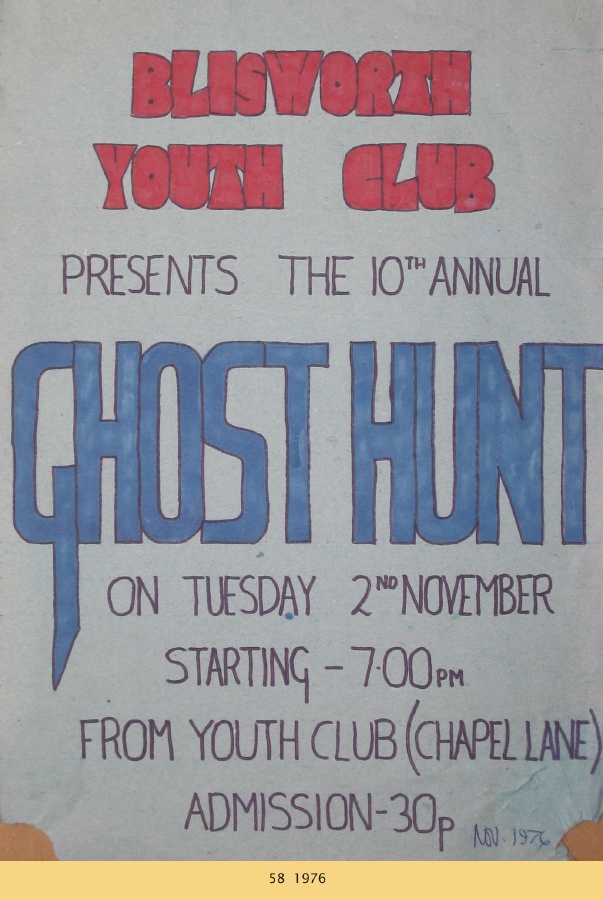 BLISWORTH
YOUTH CLUB
PRESENTS THE 10TH ANNUAL
GHOST HUNT
ON TUESDAY 2ND NOVEMBER
STARTING - 7·00PM
FROM YOUTH CLUB (CHAPEL LANE)
ADMISSION-30p
NOV. 1976
58 1976